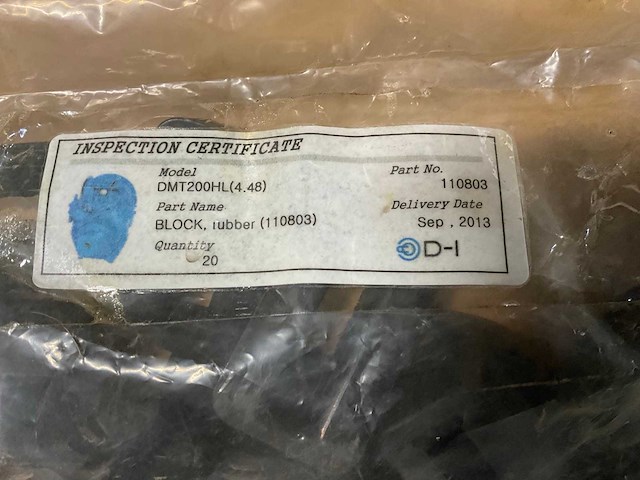 INSPECTION CERTIFICATE
Model
DMT200HL(4.48)
Part Name
BLOCK, rubber (110803)
Quantity
20
Part No.
110803
Delivery Date
Sep , 2013
D-I